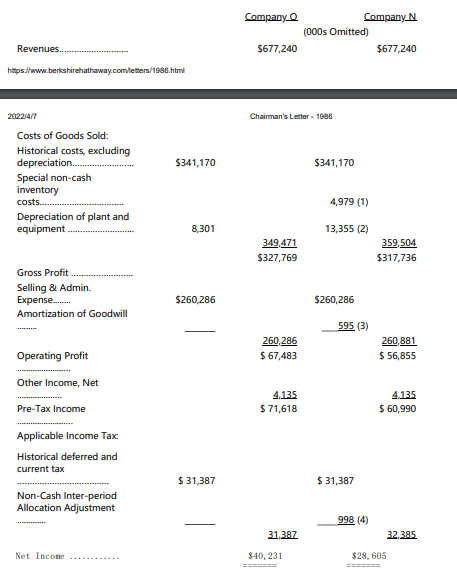 Company O Company N
(000s Omitted)
Revenues............................. $677,240 $677,240
https://www.berkshirehathaway.com/letters/1986.html
2022/4/7 Chairman's Letter - 1986
Costs of Goods Sold:
Historical costs, excluding
depreciation.......................... $341,170 $341,170
Special non-cash
inventory
costs................................... 4,979 (1)
Depreciation of plant and
equipment ........................... 8,301 13,355 (2)
349,471 359,504
$327,769 $317,736
Gross Profit ..........................
Selling & Admin.
Expense........ $260,286 $260,286
Amortization of Goodwill
......... 595 (3)
260,286 260,881
Operating Profit $ 67,483 $ 56,855
........................
Other Income, Net
.................... 4,135 4,135
Pre-Tax Income $ 71,618 $ 60,990
........................
Applicable Income Tax:
Historical deferred and
current tax
...................................... $ 31,387 $ 31,387
Non-Cash Inter-period
Allocation Adjustment
............. 998 (4)
31,387 32,385
Net Income ............ $40,231 $28,605
======= =======